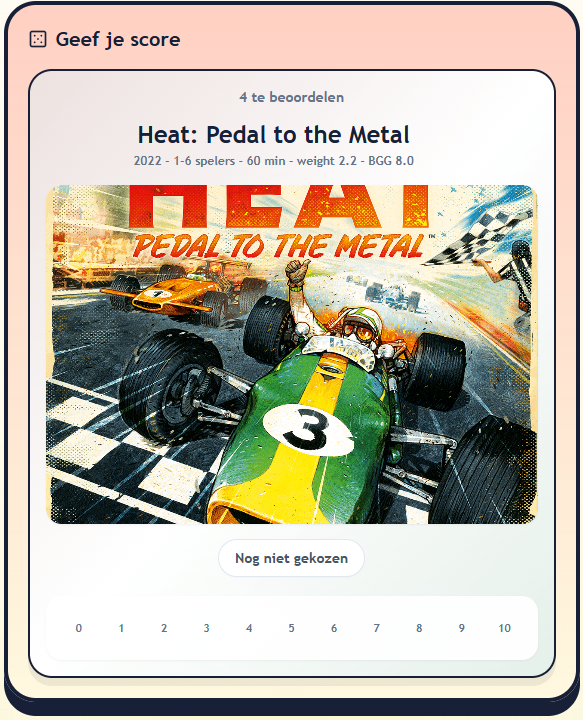 Geef je score
4 te beoordelen
Heat: Pedal to the Metal
2022 - 1-6 spelers - 60 min - weight 2.2 - BGG 8.0
HEAT
PEDAL TO THE METAL™
3
Nog niet gekozen
0 1 2 3 4 5 6 7 8 9 10